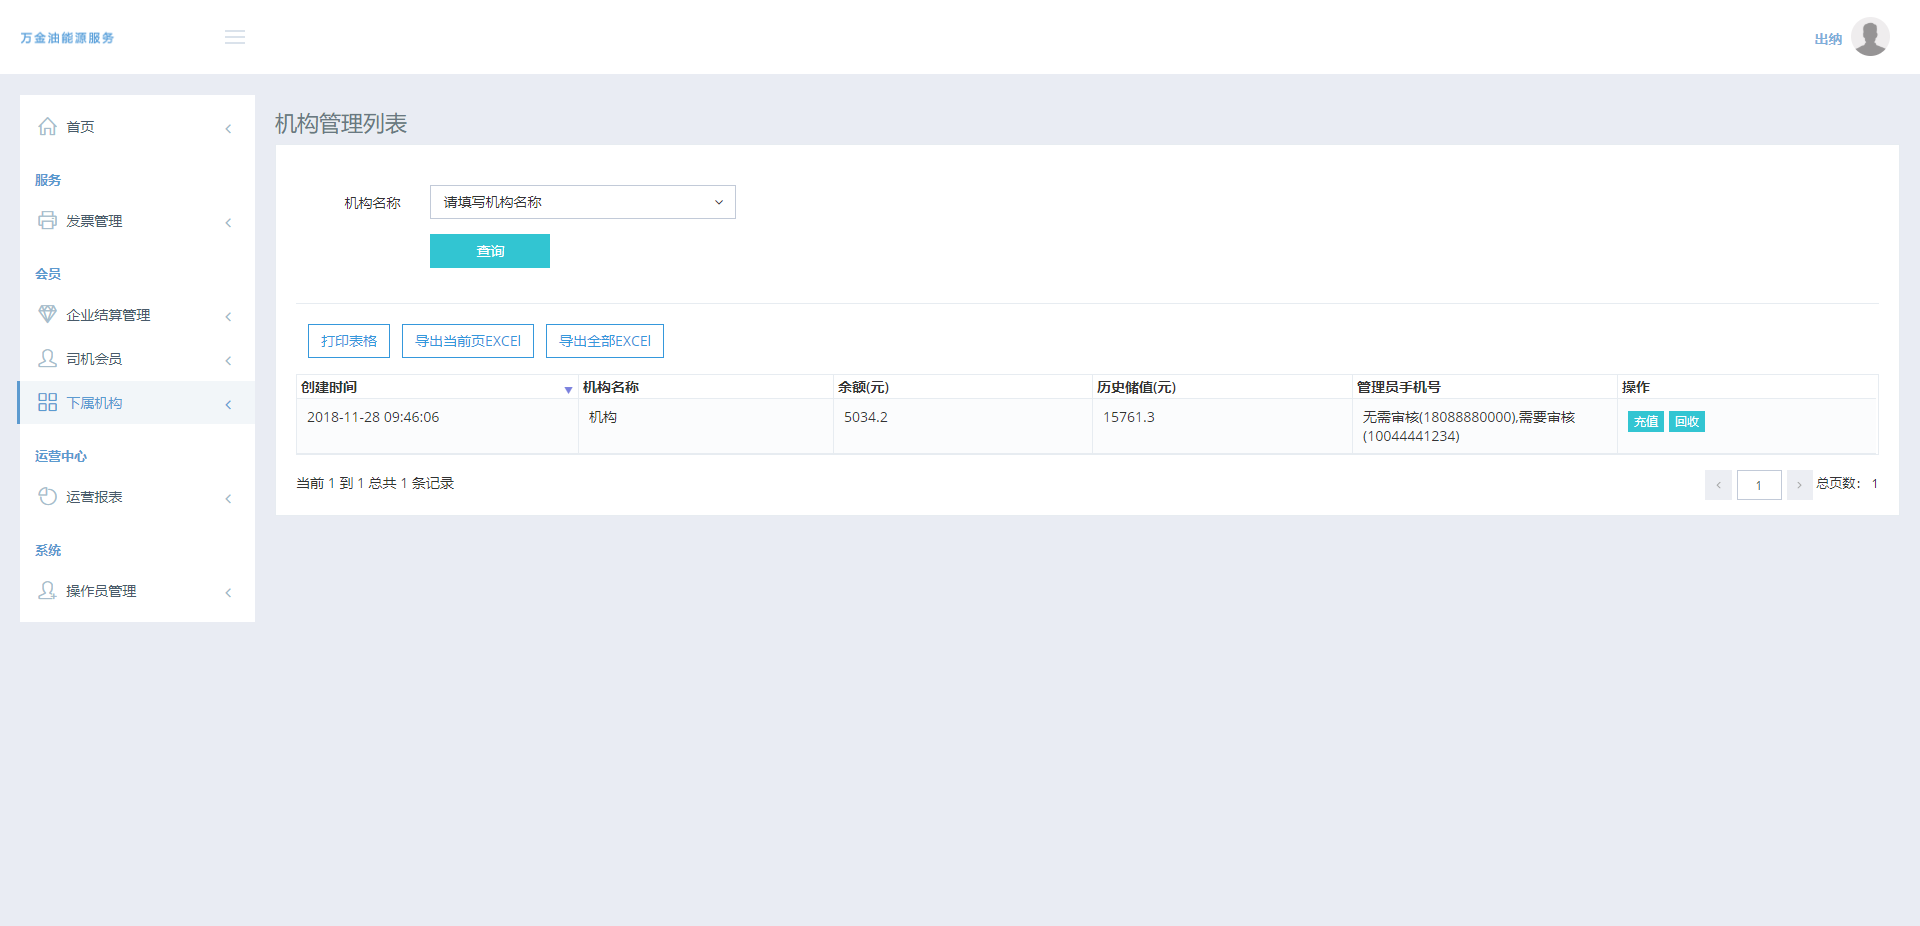 万金油能源服务
出纳
首页
服务
发票管理
会员
企业结算管理
司机会员
下属机构
运营中心
运营报表
系统
操作员管理
机构管理列表
机构名称 请填写机构名称
查询
打印表格 导出当前页EXCEl 导出全部EXCEl
创建时间 机构名称 余额(元) 历史储值(元) 管理员手机号 操作
2018-11-28 09:46:06 机构 5034.2 15761.3 无需审核(18088880000),需要审核 充值 回收
(10044441234)
当前 1 到 1 总共 1 条记录 1 总页数： 1